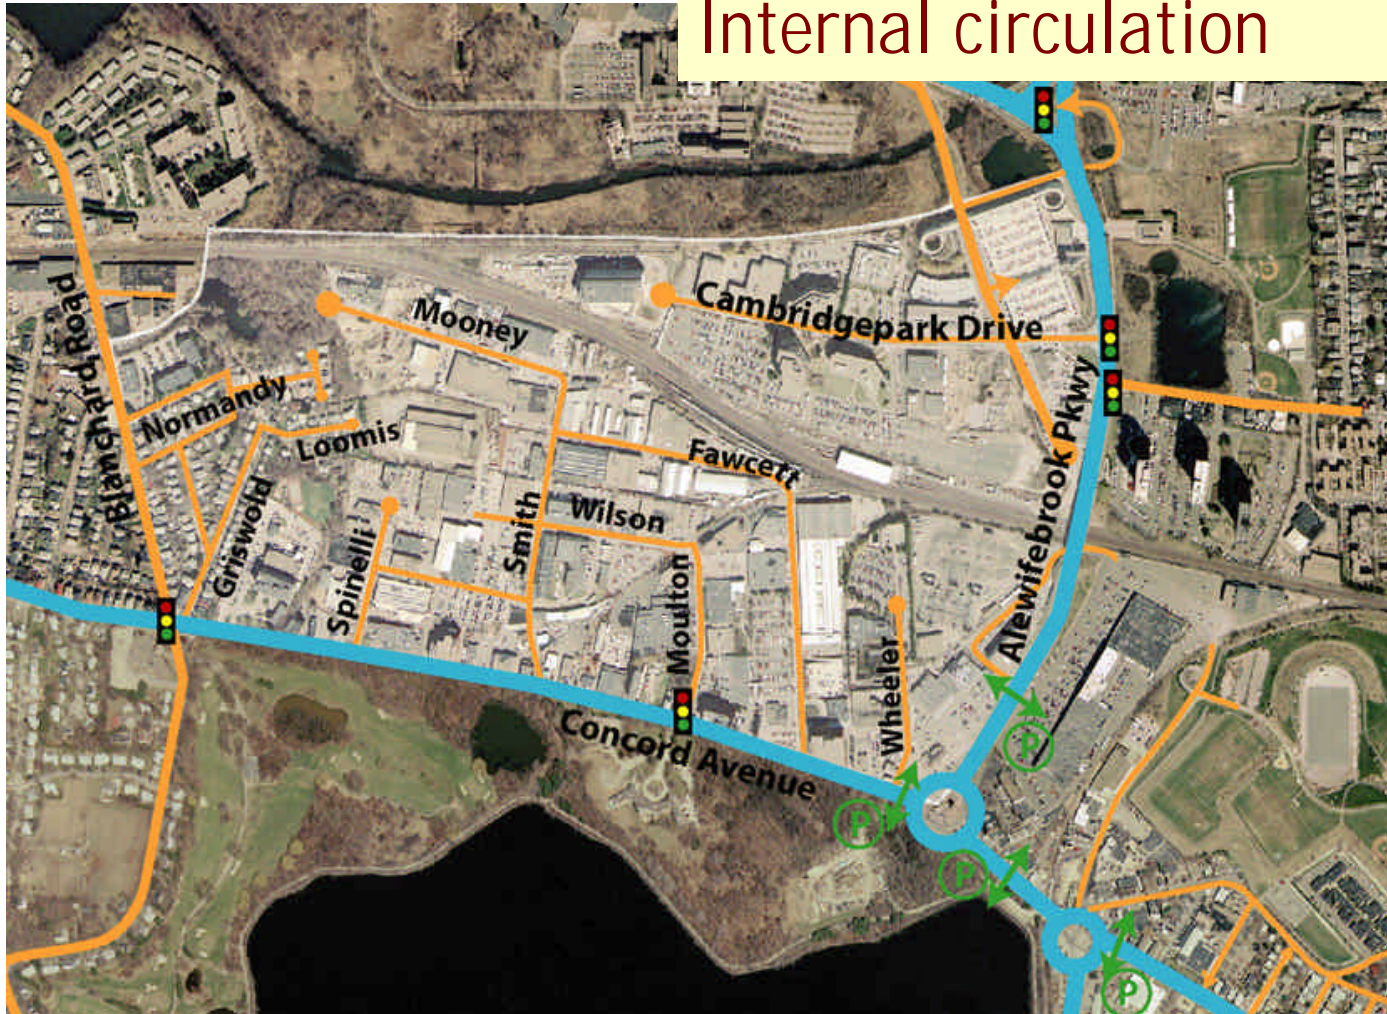 Internal circulation
Mooney
Cambridgepark Drive
Blanchard Road
Normandy
Loomis
Alewifebrook Pkwy
Fawcett
Griswold
Smith
Wilson
Spinelli
Moulton
Wheeler
Concord Avenue
P
P
P
P